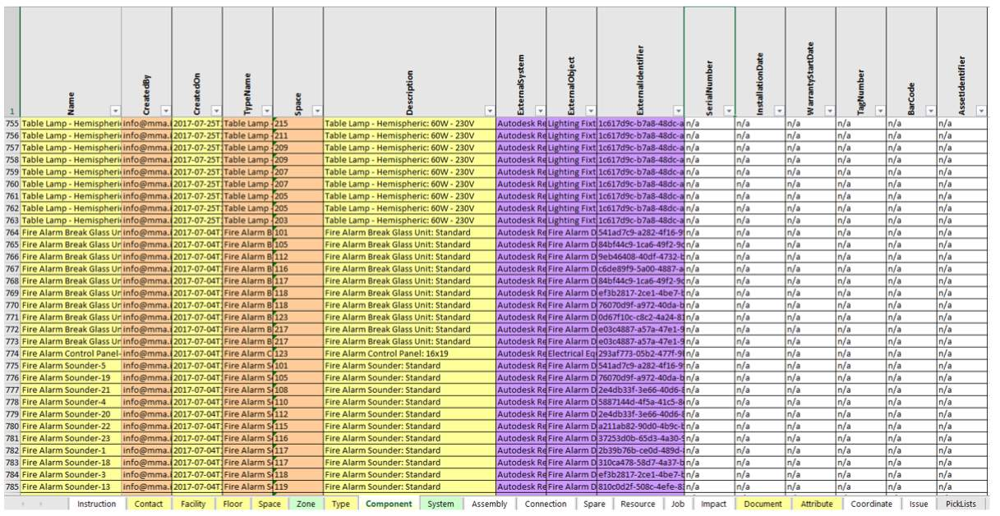 1 Name CreatedBy CreatedOn TypeName Space Description ExternalSystem ExternalObject ExternalIdentifier SerialNumber InstallationDate WarrantyStartDate TagNumber BarCode AssetIdentifier
755 Table Lamp - Hemispheri info@mma.i 2017-07-25T Table Lamp - 215 Table Lamp - Hemispheric: 60W - 230V Autodesk Re Lighting Fixt 1c617d9c-b7a8-48dc-a n/a n/a n/a n/a n/a n/a
756 Table Lamp - Hemispheri info@mma.i 2017-07-25T Table Lamp - 211 Table Lamp - Hemispheric: 60W - 230V Autodesk Re Lighting Fixt 1c617d9c-b7a8-48dc-a n/a n/a n/a n/a n/a n/a
757 Table Lamp - Hemispheri info@mma.i 2017-07-25T Table Lamp - 209 Table Lamp - Hemispheric: 60W - 230V Autodesk Re Lighting Fixt 1c617d9c-b7a8-48dc-a n/a n/a n/a n/a n/a n/a
758 Table Lamp - Hemispheri info@mma.i 2017-07-25T Table Lamp - 209 Table Lamp - Hemispheric: 60W - 230V Autodesk Re Lighting Fixt 1c617d9c-b7a8-48dc-a n/a n/a n/a n/a n/a n/a
759 Table Lamp - Hemispheri info@mma.i 2017-07-25T Table Lamp - 207 Table Lamp - Hemispheric: 60W - 230V Autodesk Re Lighting Fixt 1c617d9c-b7a8-48dc-a n/a n/a n/a n/a n/a n/a
760 Table Lamp - Hemispheri info@mma.i 2017-07-25T Table Lamp - 207 Table Lamp - Hemispheric: 60W - 230V Autodesk Re Lighting Fixt 1c617d9c-b7a8-48dc-a n/a n/a n/a n/a n/a n/a
761 Table Lamp - Hemispheri info@mma.i 2017-07-25T Table Lamp - 205 Table Lamp - Hemispheric: 60W - 230V Autodesk Re Lighting Fixt 1c617d9c-b7a8-48dc-a n/a n/a n/a n/a n/a n/a
762 Table Lamp - Hemispheri info@mma.i 2017-07-25T Table Lamp - 205 Table Lamp - Hemispheric: 60W - 230V Autodesk Re Lighting Fixt 1c617d9c-b7a8-48dc-a n/a n/a n/a n/a n/a n/a
763 Table Lamp - Hemispheri info@mma.i 2017-07-25T Table Lamp - 203 Table Lamp - Hemispheric: 60W - 230V Autodesk Re Lighting Fixt 1c617d9c-b7a8-48dc-a n/a n/a n/a n/a n/a n/a
764 Fire Alarm Break Glass Un info@mma.i 2017-07-04T Fire Alarm B 101 Fire Alarm Break Glass Unit: Standard Autodesk Re Fire Alarm D 541ad7c9-a282-4f16-9 n/a n/a n/a n/a n/a n/a
765 Fire Alarm Break Glass Un info@mma.i 2017-07-04T Fire Alarm B 105 Fire Alarm Break Glass Unit: Standard Autodesk Re Fire Alarm D 84bf44c9-1ca6-49f2-9c n/a n/a n/a n/a n/a n/a
766 Fire Alarm Break Glass Un info@mma.i 2017-07-04T Fire Alarm B 112 Fire Alarm Break Glass Unit: Standard Autodesk Re Fire Alarm D 9eb46408-40df-4732-b n/a n/a n/a n/a n/a n/a
767 Fire Alarm Break Glass Un info@mma.i 2017-07-04T Fire Alarm B 116 Fire Alarm Break Glass Unit: Standard Autodesk Re Fire Alarm D c6de89f9-5a00-4887-a n/a n/a n/a n/a n/a n/a
768 Fire Alarm Break Glass Un info@mma.i 2017-07-04T Fire Alarm B 117 Fire Alarm Break Glass Unit: Standard Autodesk Re Fire Alarm D 84bf44c9-1ca6-49f2-9c n/a n/a n/a n/a n/a n/a
769 Fire Alarm Break Glass Un info@mma.i 2017-07-04T Fire Alarm B 118 Fire Alarm Break Glass Unit: Standard Autodesk Re Fire Alarm D ef3b2817-2ce1-4be7-b n/a n/a n/a n/a n/a n/a
770 Fire Alarm Break Glass Un info@mma.i 2017-07-04T Fire Alarm B 118 Fire Alarm Break Glass Unit: Standard Autodesk Re Fire Alarm D 76070d9f-a972-40da-b n/a n/a n/a n/a n/a n/a
771 Fire Alarm Break Glass Un info@mma.i 2017-07-04T Fire Alarm B 123 Fire Alarm Break Glass Unit: Standard Autodesk Re Fire Alarm D 0d67f10c-c8c2-4a24-81 n/a n/a n/a n/a n/a n/a
772 Fire Alarm Break Glass Un info@mma.i 2017-07-04T Fire Alarm B 217 Fire Alarm Break Glass Unit: Standard Autodesk Re Fire Alarm D e03c4887-a57a-47e1-9 n/a n/a n/a n/a n/a n/a
773 Fire Alarm Break Glass Un info@mma.i 2017-07-04T Fire Alarm B 217 Fire Alarm Break Glass Unit: Standard Autodesk Re Fire Alarm D e03c4887-a57a-47e1-9 n/a n/a n/a n/a n/a n/a
774 Fire Alarm Control Panel- info@mma.i 2017-07-04T Fire Alarm C 123 Fire Alarm Control Panel: 16x19 Autodesk Re Electrical Eq 293af773-05b2-477f-9 n/a n/a n/a n/a n/a n/a
775 Fire Alarm Sounder-5 info@mma.i 2017-07-04T Fire Alarm S 101 Fire Alarm Sounder: Standard Autodesk Re Fire Alarm D 541ad7c9-a282-4f16-9 n/a n/a n/a n/a n/a n/a
776 Fire Alarm Sounder-19 info@mma.i 2017-07-04T Fire Alarm S 105 Fire Alarm Sounder: Standard Autodesk Re Fire Alarm D 76070d9f-a972-40da-b n/a n/a n/a n/a n/a n/a
777 Fire Alarm Sounder-21 info@mma.i 2017-07-04T Fire Alarm S 108 Fire Alarm Sounder: Standard Autodesk Re Fire Alarm D 2e4db33f-3e66-40d6-8 n/a n/a n/a n/a n/a n/a
778 Fire Alarm Sounder-4 info@mma.i 2017-07-04T Fire Alarm S 110 Fire Alarm Sounder: Standard Autodesk Re Fire Alarm D 5887144d-4f5a-41c5-8 n/a n/a n/a n/a n/a n/a
779 Fire Alarm Sounder-20 info@mma.i 2017-07-04T Fire Alarm S 112 Fire Alarm Sounder: Standard Autodesk Re Fire Alarm D 2e4db33f-3e66-40d6-8 n/a n/a n/a n/a n/a n/a
780 Fire Alarm Sounder-22 info@mma.i 2017-07-04T Fire Alarm S 115 Fire Alarm Sounder: Standard Autodesk Re Fire Alarm D a211ab82-90d0-4b9c-b n/a n/a n/a n/a n/a n/a
781 Fire Alarm Sounder-23 info@mma.i 2017-07-04T Fire Alarm S 116 Fire Alarm Sounder: Standard Autodesk Re Fire Alarm D 37253d0b-65d3-4a30-9 n/a n/a n/a n/a n/a n/a
782 Fire Alarm Sounder-1 info@mma.i 2017-07-04T Fire Alarm S 117 Fire Alarm Sounder: Standard Autodesk Re Fire Alarm D 2b39b76b-ce0d-489d- n/a n/a n/a n/a n/a n/a
783 Fire Alarm Sounder-18 info@mma.i 2017-07-04T Fire Alarm S 117 Fire Alarm Sounder: Standard Autodesk Re Fire Alarm D 310ca478-58d7-4a37-b n/a n/a n/a n/a n/a n/a
784 Fire Alarm Sounder-3 info@mma.i 2017-07-04T Fire Alarm S 118 Fire Alarm Sounder: Standard Autodesk Re Fire Alarm D ef3b2817-2ce1-4be7-b n/a n/a n/a n/a n/a n/a
785 Fire Alarm Sounder-13 info@mma.i 2017-07-04T Fire Alarm S 119 Fire Alarm Sounder: Standard Autodesk Re Fire Alarm D 810c0d2f-508c-4efe-8 n/a n/a n/a n/a n/a n/a
Instruction Contact Facility Floor Space Zone Type Component System Assembly Connection Spare Resource Job Impact Document Attribute Coordinate Issue PickLists